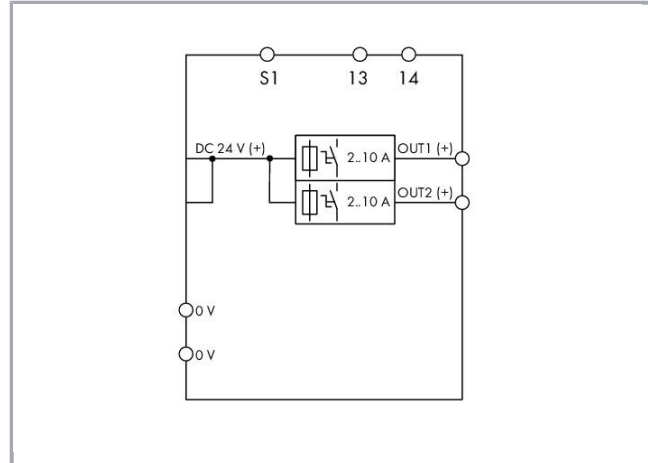 S1 13 14
DC 24 V (+)
2..10 A
OUT1 (+)
2..10 A
OUT2 (+)
0 V
0 V